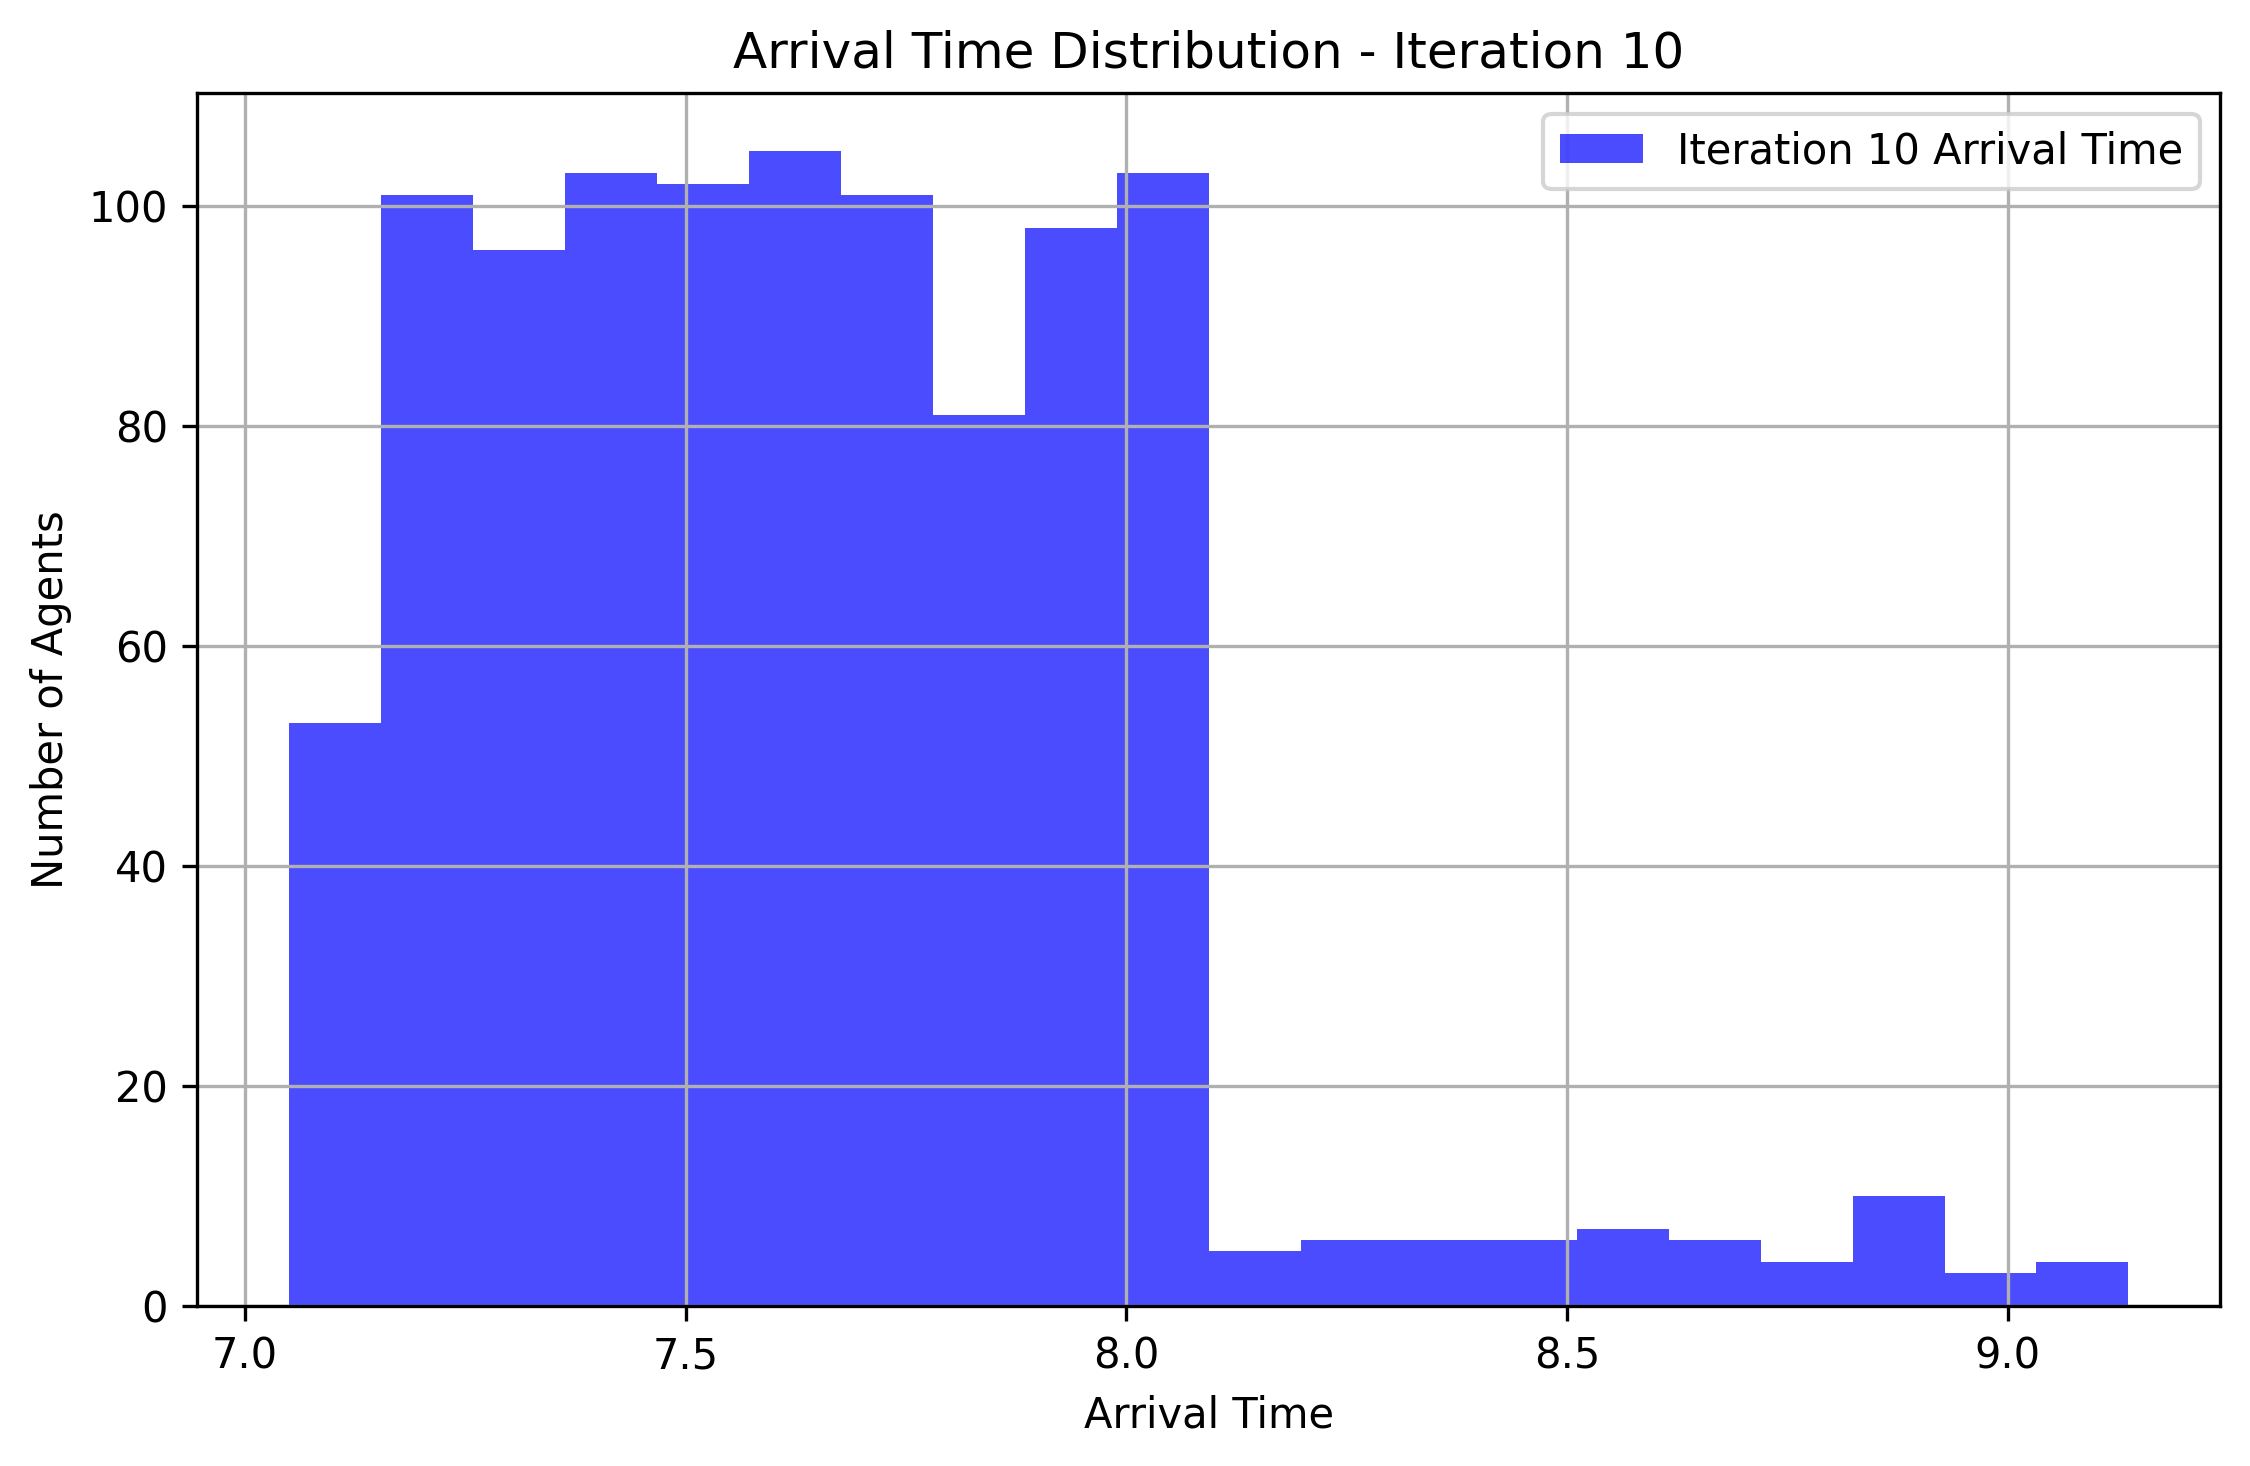 Arrival Time Distribution - Iteration 10
Iteration 10 Arrival Time
Number of Agents
100
80
60
40
20
0
7.0 7.5 8.0 8.5 9.0
Arrival Time